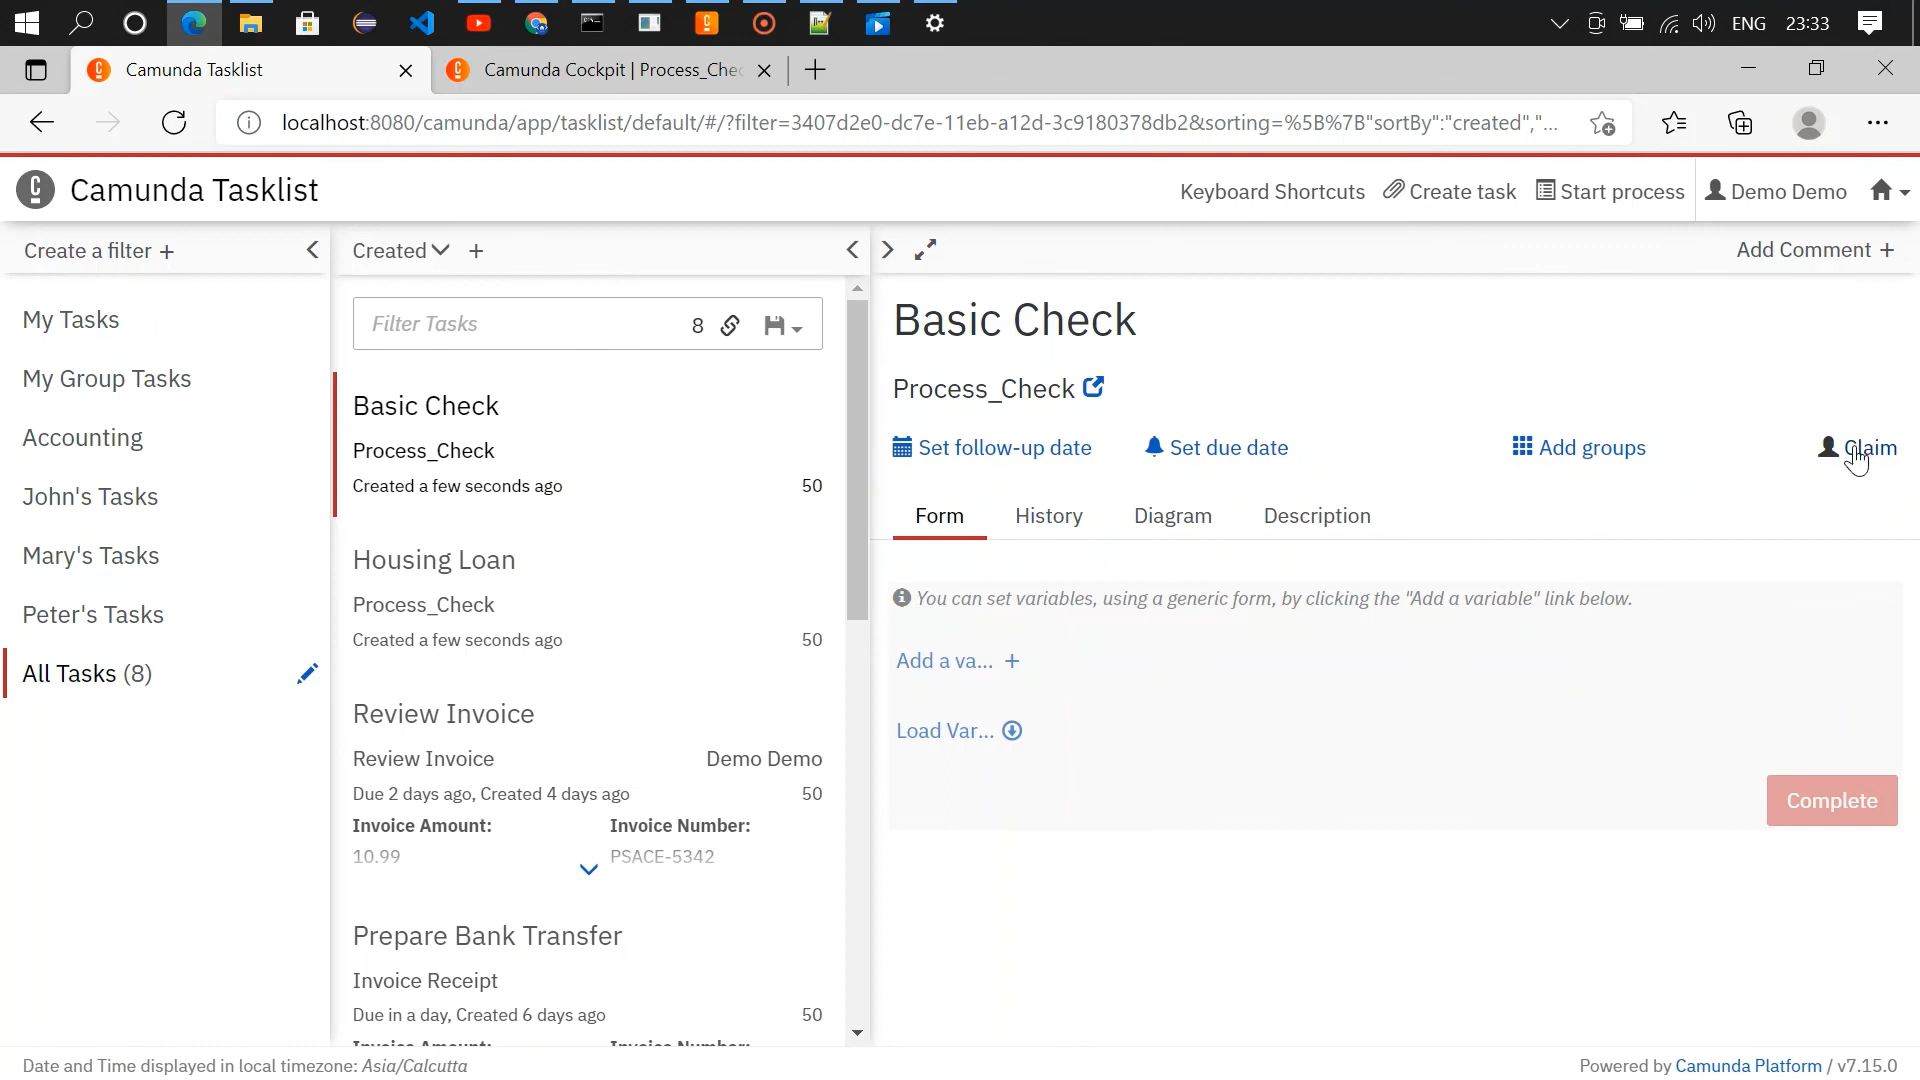 ENG
23:33
Camunda Tasklist
Camunda Cockpit | Process_Chec
localhost:8080/camunda/app/tasklist/default/#/?filter=3407d2e0-dc7e-11eb-a12d-3c9180378db2&sorting=%5B%7B"sortBy":"created","...
Camunda Tasklist
Keyboard Shortcuts
Create task
Start process
Demo Demo
Create a filter +
Created +
Add Comment +
My Tasks
My Group Tasks
Accounting
John's Tasks
Mary's Tasks
Peter's Tasks
All Tasks (8)
Filter Tasks
8
Basic Check
Process_Check
Created a few seconds ago 50
Housing Loan
Process_Check
Created a few seconds ago 50
Review Invoice
Review Invoice Demo Demo
Due 2 days ago, Created 4 days ago 50
Invoice Amount: Invoice Number:
10.99 PSACE-5342
Prepare Bank Transfer
Invoice Receipt
Due in a day, Created 6 days ago 50
Invoice Amount: Invoice Number:
Basic Check
Process_Check
Set follow-up date
Set due date
Add groups
Claim
Form
History
Diagram
Description
You can set variables, using a generic form, by clicking the "Add a variable" link below.
Add a va... +
Load Var...
Complete
Date and Time displayed in local timezone: Asia/Calcutta
Powered by Camunda Platform / v7.15.0